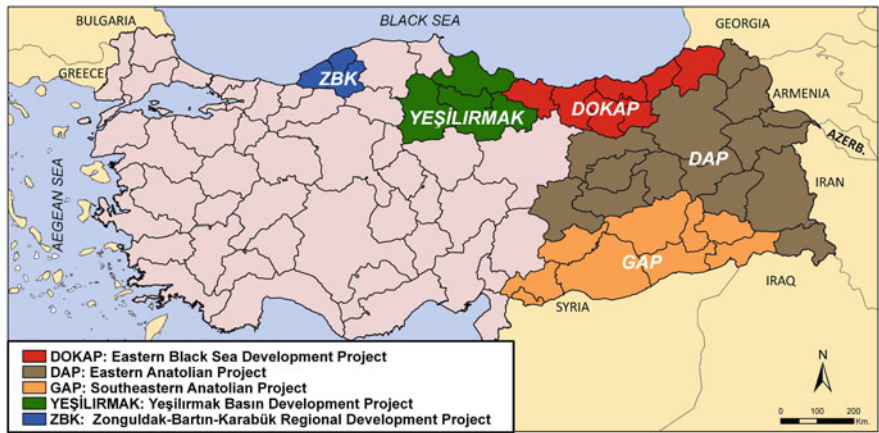 BULGARIA
BLACK SEA
GEORGIA
GREECE
ZBK
YEŞİLIRMAK
DOKAP
ARMENIA
AZERB.
DAP
AEGEAN SEA
IRAN
GAP
IRAQ
SYRIA
DOKAP: Eastern Black Sea Development Project
DAP: Eastern Anatolian Project
GAP: Southeastern Anatolian Project
YEŞİLIRMAK: Yeşilırmak Basın Development Project
ZBK: Zonguldak-Bartın-Karabük Regional Development Project
N
0 50 100 200
Km.